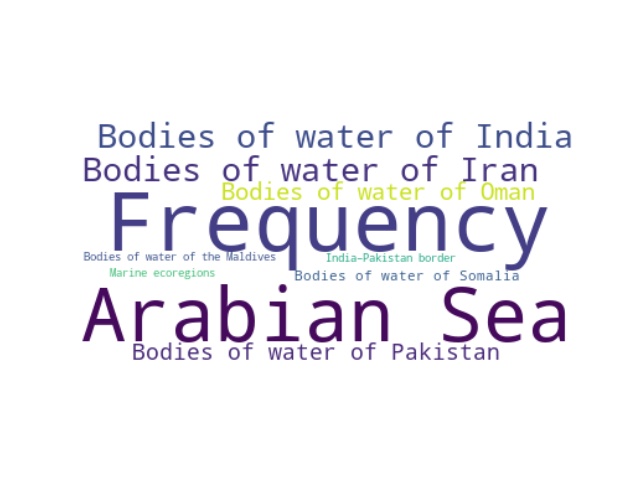 Bodies of water of India
Bodies of water of Iran
Bodies of water of Oman
Frequency
Bodies of water of the Maldives
India–Pakistan border
Marine ecoregions
Bodies of water of Somalia
Arabian Sea
Bodies of water of Pakistan